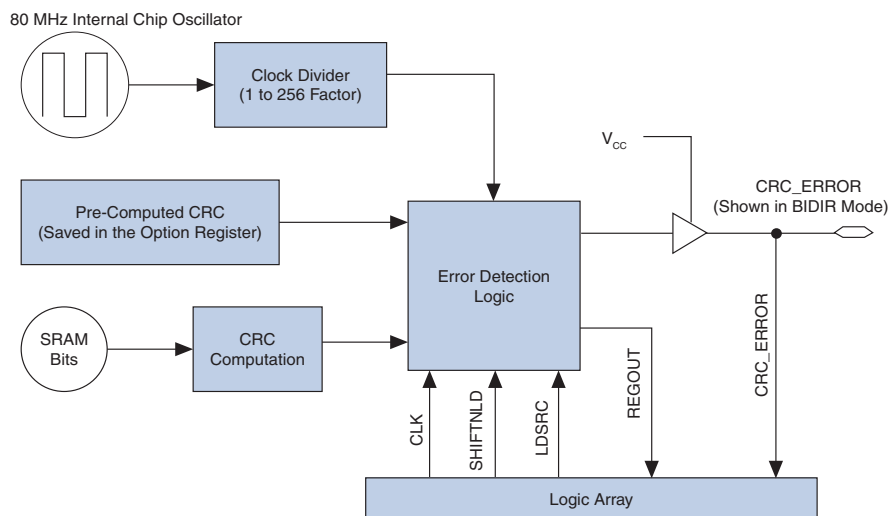 80 MHz Internal Chip Oscillator
Clock Divider
(1 to 256 Factor)
V_CC
CRC_ERROR
(Shown in BIDIR Mode)
Pre-Computed CRC
(Saved in the Option Register)
Error Detection
Logic
SRAM
Bits
CRC
Computation
CLK
SHIFTNLD
LDSRC
REGOUT
CRC_ERROR
Logic Array